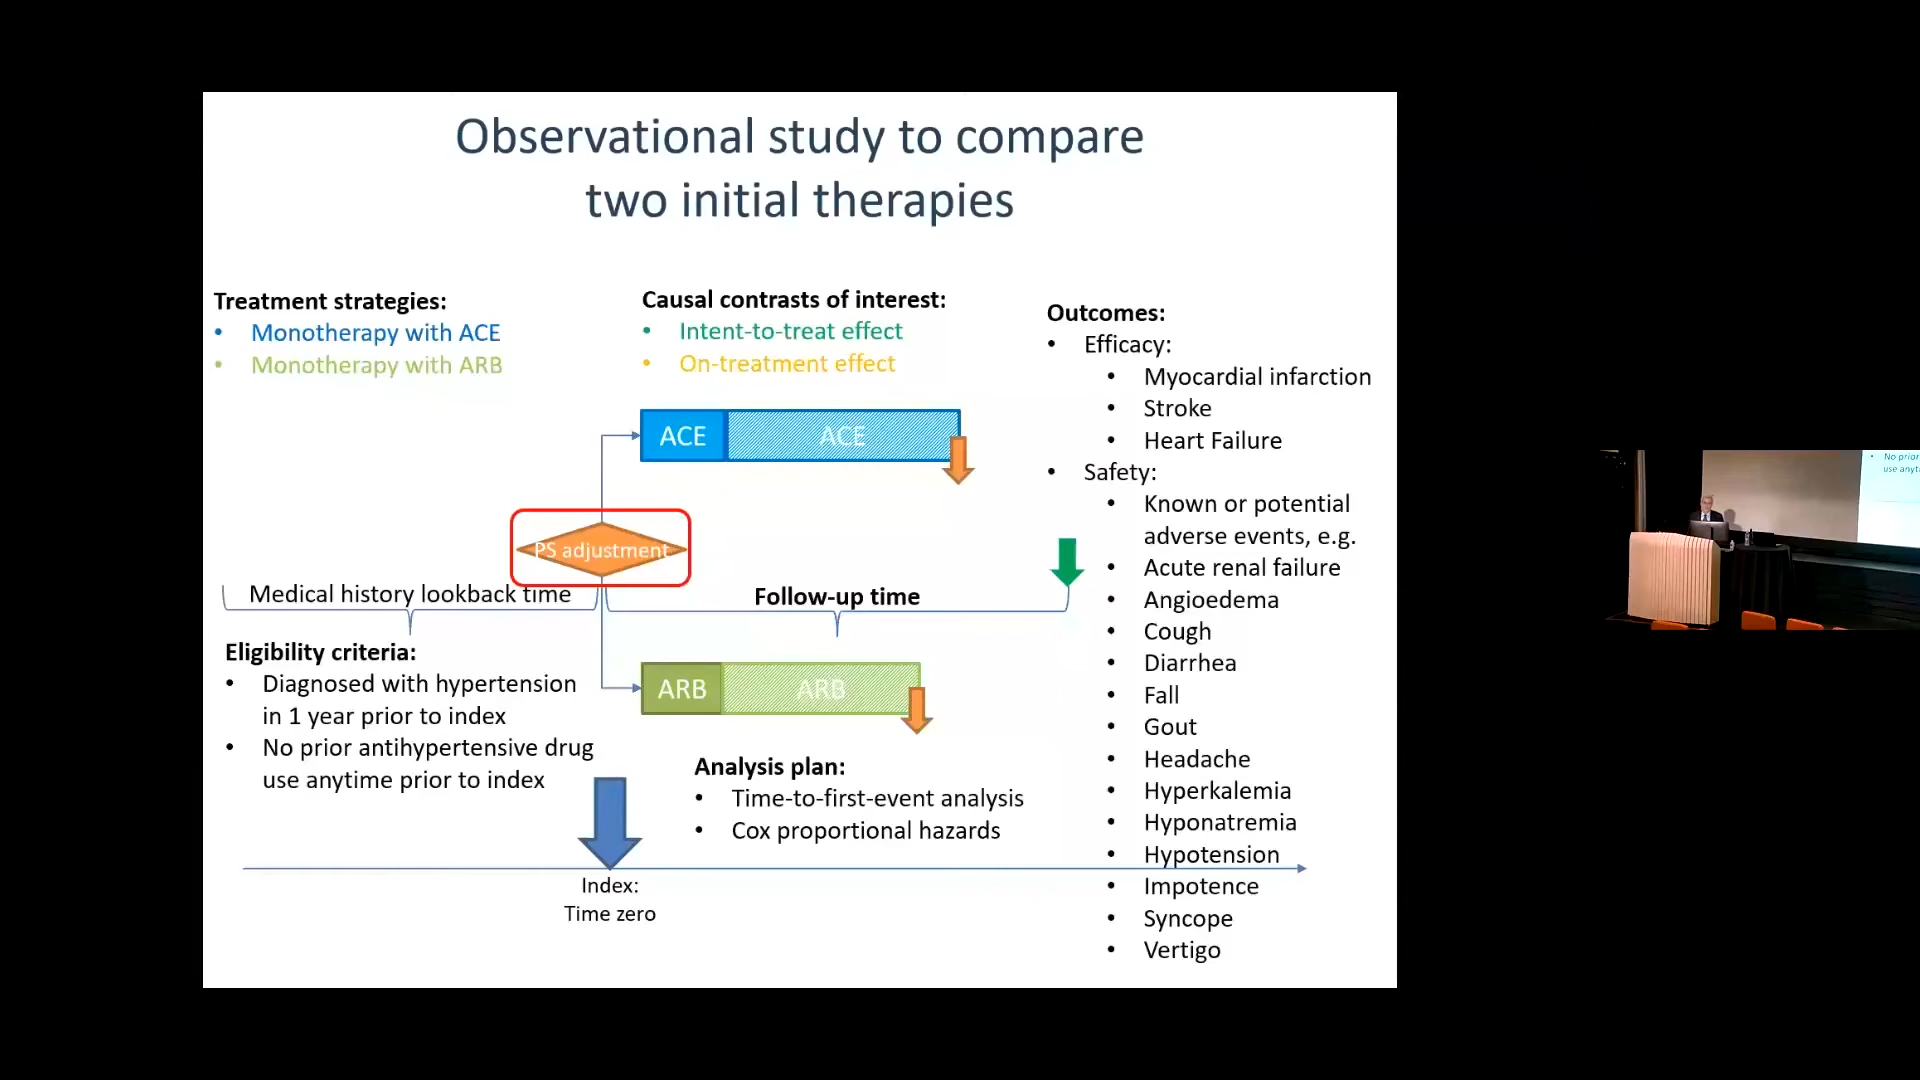 Observational study to compare
two initial therapies
Treatment strategies:
• Monotherapy with ACE
• Monotherapy with ARB
Causal contrasts of interest:
• Intent-to-treat effect
• On-treatment effect
ACE
ACE
PS adjustment
Medical history lookback time
Follow-up time
Eligibility criteria:
• Diagnosed with hypertension
in 1 year prior to index
• No prior antihypertensive drug
use anytime prior to index
ARB
ARB
Analysis plan:
• Time-to-first-event analysis
• Cox proportional hazards
Index:
Time zero
Outcomes:
• Efficacy:
• Myocardial infarction
• Stroke
• Heart Failure
• Safety:
• Known or potential
adverse events, e.g.
• Acute renal failure
• Angioedema
• Cough
• Diarrhea
• Fall
• Gout
• Headache
• Hyperkalemia
• Hyponatremia
• Hypotension
• Impotence
• Syncope
• Vertigo
• No prior
use anyt